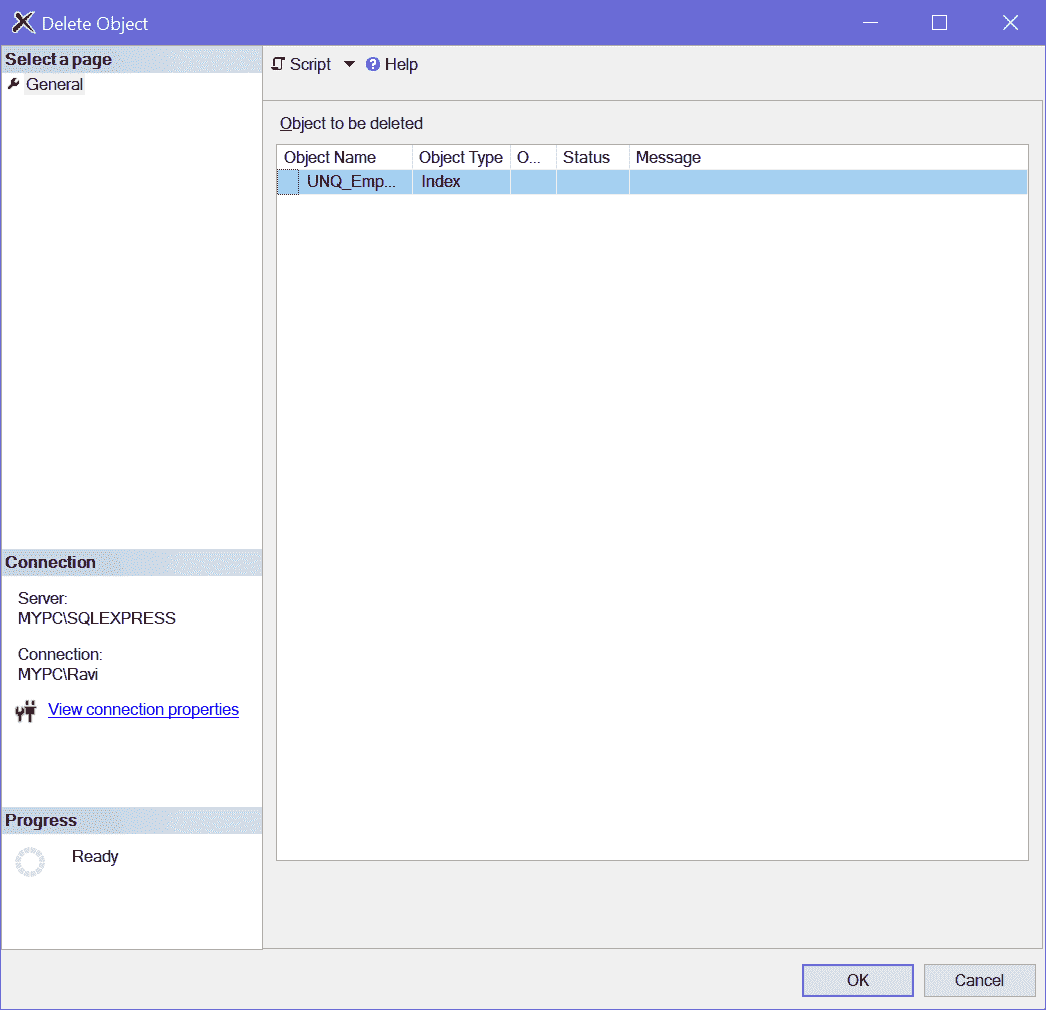 Delete Object
Select a page
General
Script Help
Object to be deleted
Object Name Object Type O... Status Message
UNQ_Emp... Index
Connection
Server:
MYPC\SQLEXPRESS
Connection:
MYPC\Ravi
View connection properties
Progress
Ready
OK Cancel